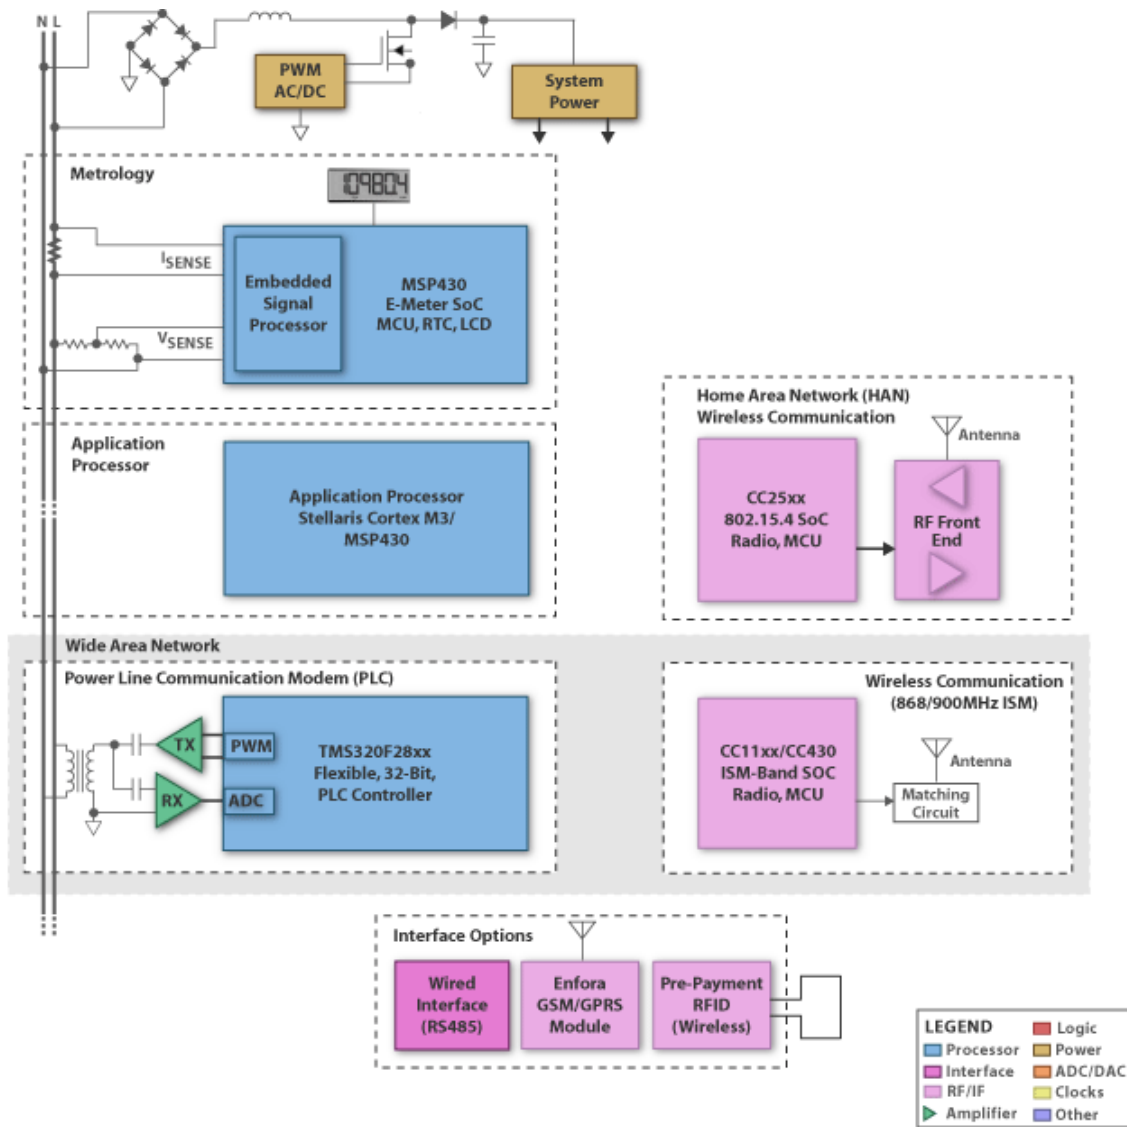 N L
PWM
AC/DC
System
Power
Metrology
109804
ISENSE
VSENSE
Embedded
Signal
Processor
MSP430
E-Meter SoC
MCU, RTC, LCD
Home Area Network (HAN)
Wireless Communication
Antenna
CC25xx
802.15.4 SoC
Radio, MCU
RF Front
End
Application
Processor
Application Processor
Stellaris Cortex M3/
MSP430
Wide Area Network
Power Line Communication Modem (PLC)
TX
RX
PWM
ADC
TMS320F28xx
Flexible, 32-Bit,
PLC Controller
Wireless Communication
(868/900MHz ISM)
CC11xx/CC430
ISM-Band SOC
Radio, MCU
Antenna
Matching
Circuit
Interface Options
Wired
Interface
(RS485)
Enfora
GSM/GPRS
Module
Pre-Payment
RFID
(Wireless)
LEGEND
Processor
Interface
RF/IF
Amplifier
Logic
Power
ADC/DAC
Clocks
Other